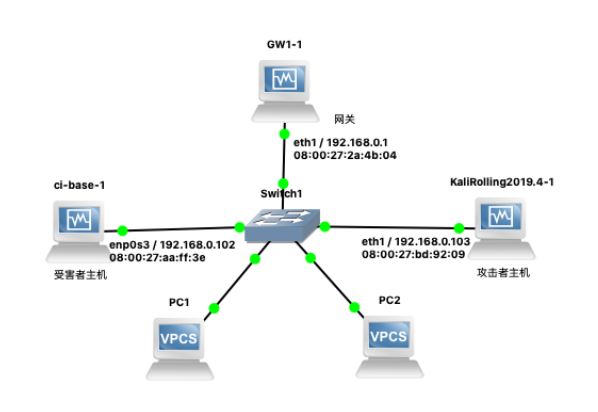 GW1-1
网关
eth1 / 192.168.0.1
08:00:27:2a:4b:04
Switch1
ci-base-1
KaliRolling2019.4-1
enp0s3 / 192.168.0.102
08:00:27:aa:ff:3e
受害者主机
eth1 / 192.168.0.103
08:00:27:bd:92:09
攻击者主机
PC1
VPCS
PC2
VPCS